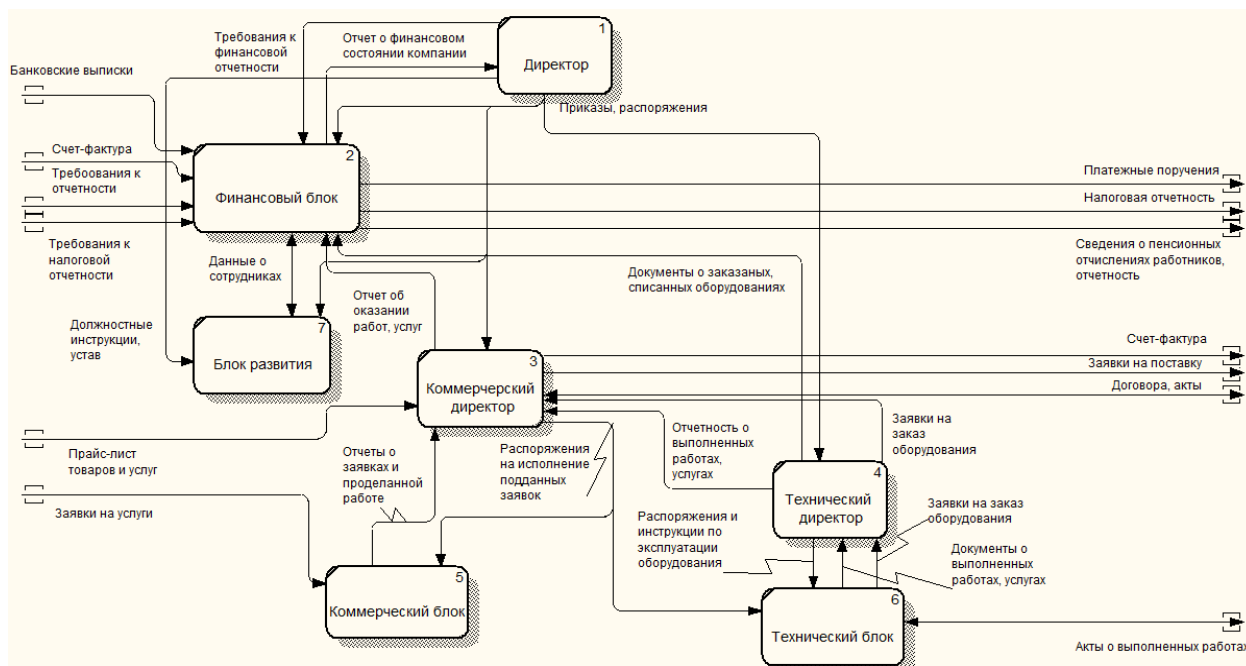 1
Директор
Требования к
финансовой
отчетности
Отчет о финансовом
состоянии компании
Банковские выписки
Приказы, распоряжения
Счет-фактура
Требоования к
отчетности
2
Финансовый блок
Платежные поручения
Налоговая отчетность
Требования к
налоговой
отчетности
Данные о
сотрудниках
Документы о заказаных,
списанных оборудованиях
Сведения о пенсионных
отчислениях работников,
отчетность
Отчет об
оказании
работ, услуг
Должностные
инструкции,
устав
7
Блок развития
3
Коммерчерский
директор
Счет-фактура
Заявки на поставку
Договора, акты
Прайс-лист
товаров и услуг
Отчеты о
заявках и
проделанной
работе
Распоряжения
на исполнение
подданных
заявок
Отчетность о
выполненных
работах,
услугах
Заявки на
заказ
оборудования
4
Технический
директор
Заявки на услуги
Распоряжения и
инструкции по
эксплуатации
оборудования
Заявки на заказ
оборудования
Документы о
выполненных
работах, услугах
5
Коммерческий блок
6
Технический блок
Акты о выполненных работах